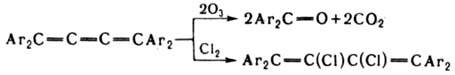 2O₃
2Ar₂C=O+2CO₂
Ar₂C=C=C=CAr₂
Cl₂
Ar₂C=C(Cl)C(Cl)=CAr₂